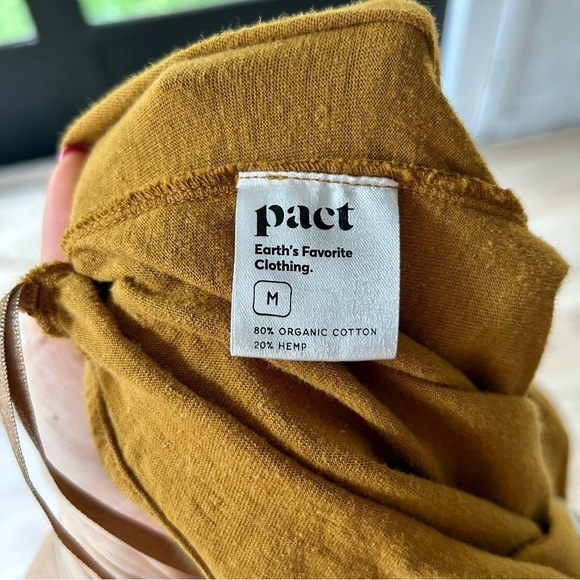 pact
Earth's Favorite
Clothing.
M
80% ORGANIC COTTON
20% HEMP